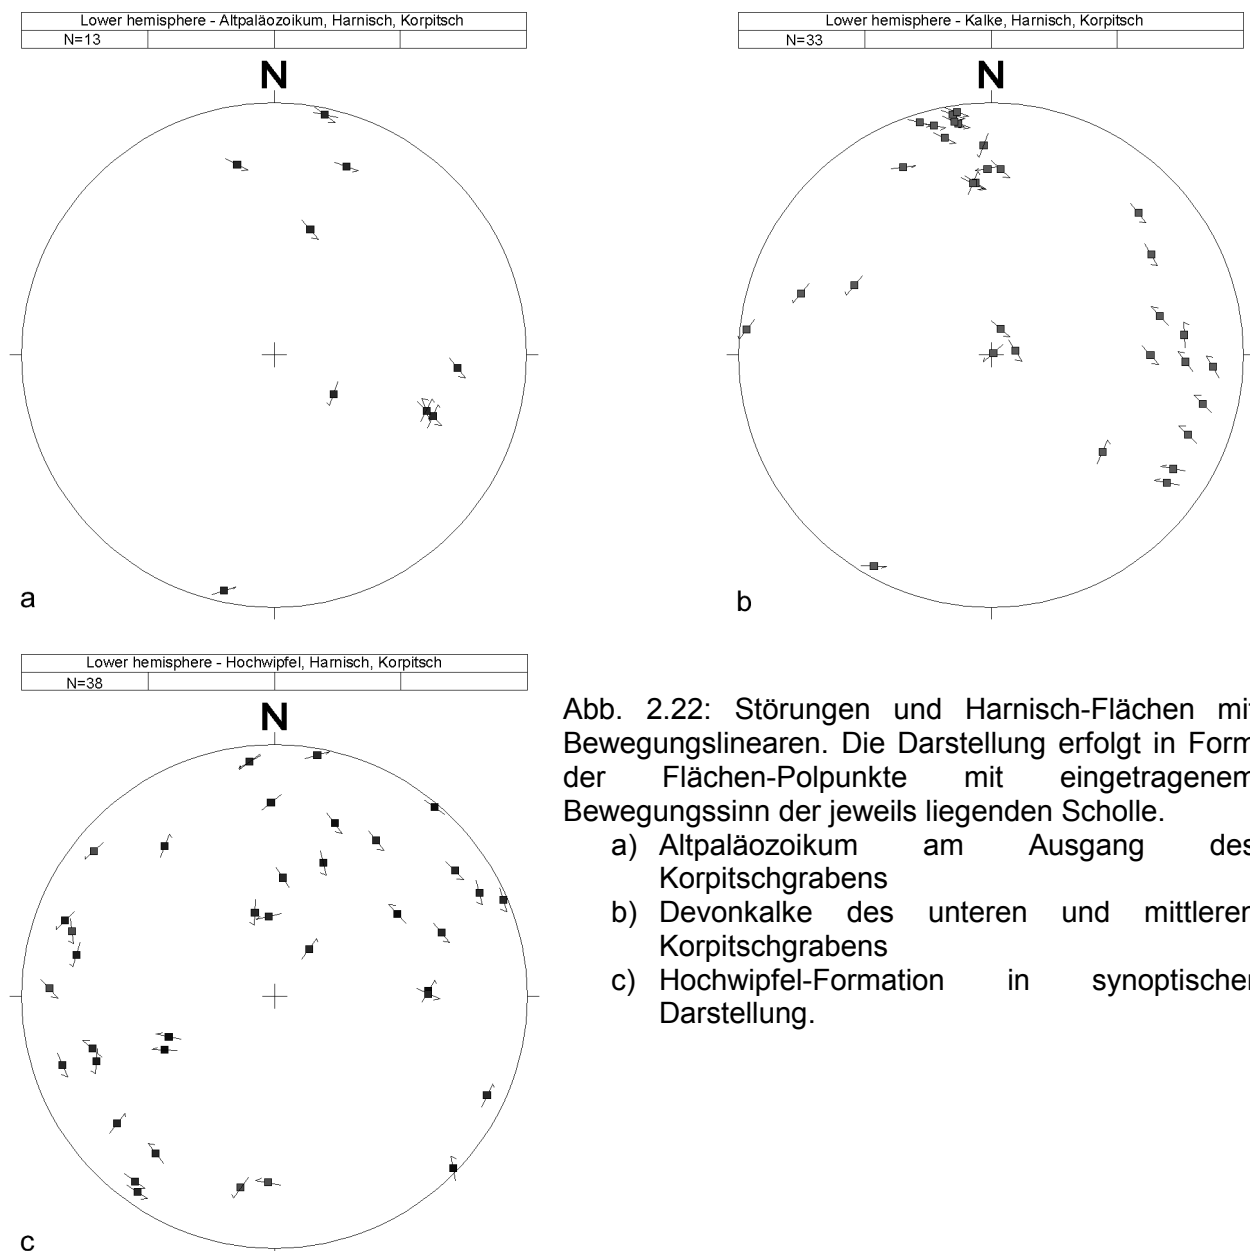 Lower hemisphere - Altpaläozoikum, Harnisch, Korpitsch
N=13
N
a
Lower hemisphere - Kalke, Harnisch, Korpitsch
N=33
N
b
Lower hemisphere - Hochwipfel, Harnisch, Korpitsch
N=38
N
c
Abb. 2.22: Störungen und Harnisch-Flächen mit
Bewegungslinearen. Die Darstellung erfolgt in Form
der Flächen-Polpunkte mit eingetragenem
Bewegungssinn der jeweils liegenden Scholle.
a) Altpaläozoikum am Ausgang des
Korpitschgrabens
b) Devonkalke des unteren und mittleren
Korpitschgrabens
c) Hochwipfel-Formation in synoptischer
Darstellung.